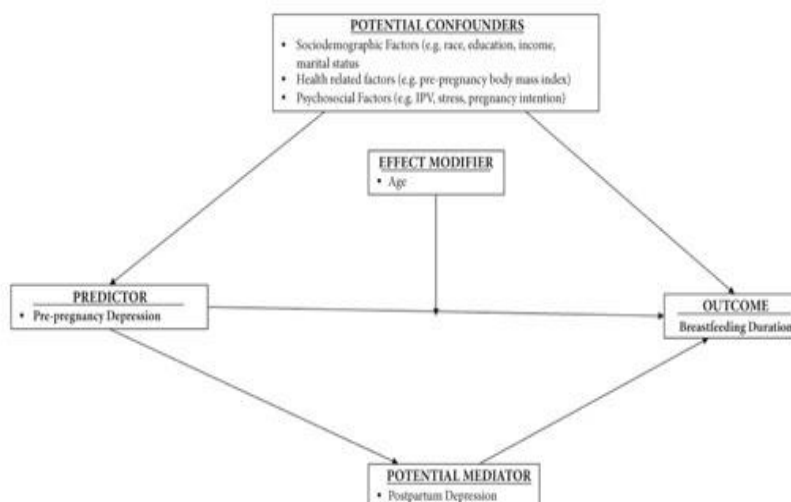 POTENTIAL CONFOUNDERS
• Sociodemographic Factors (e.g. race, education, income,
marital status
• Health related factors (e.g. pre-pregnancy body mass index)
• Psychosocial Factors (e.g. IPV, stress, pregnancy intention)
EFFECT MODIFIER
• Age
PREDICTOR
• Pre-pregnancy Depression
OUTCOME
Breastfeeding Duration
POTENTIAL MEDIATOR
• Postpartum Depression